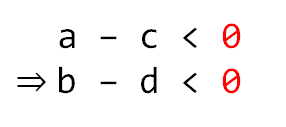 a - c < 0
⇒ b - d < 0